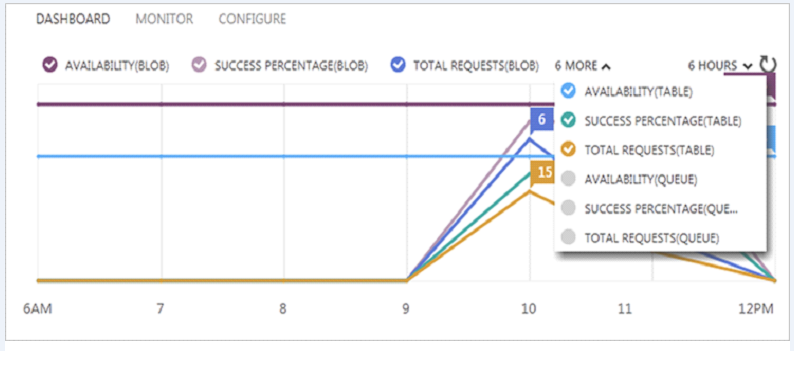 DASHBOARD MONITOR CONFIGURE
AVAILABILITY(BLOB) SUCCESS PERCENTAGE(BLOB) TOTAL REQUESTS(BLOB) 6 MORE 6 HOURS
AVAILABILITY(TABLE)
6 SUCCESS PERCENTAGE(TABLE)
TOTAL REQUESTS(TABLE)
15 AVAILABILITY(QUEUE)
SUCCESS PERCENTAGE(QUE...
TOTAL REQUESTS(QUEUE)
6AM 7 8 9 10 11 12PM